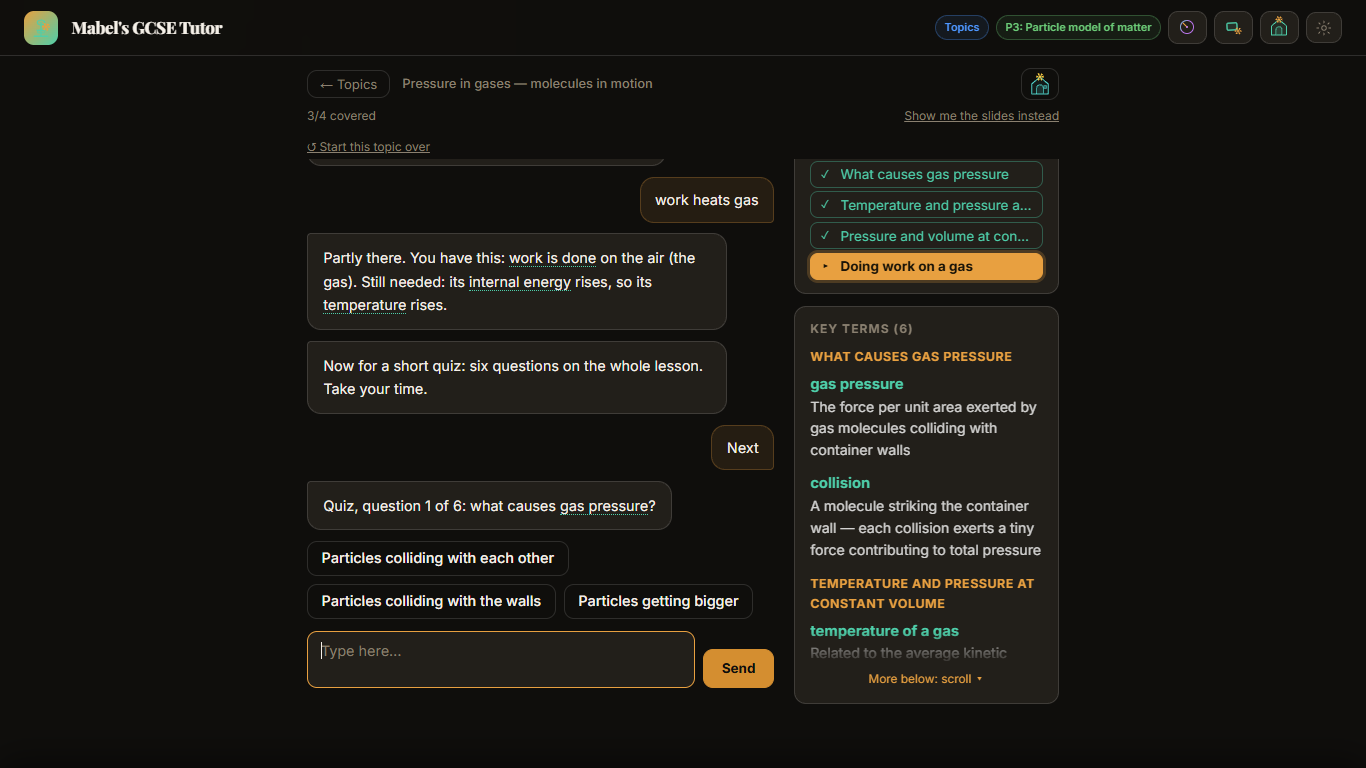 Mabel's GCSE Tutor
Topics
P3: Particle model of matter
← Topics
Pressure in gases — molecules in motion
3/4 covered
Show me the slides instead
↺ Start this topic over
work heats gas
Partly there. You have this: work is done on the air (the
gas). Still needed: its internal energy rises, so its
temperature rises.
Now for a short quiz: six questions on the whole lesson.
Take your time.
Next
Quiz, question 1 of 6: what causes gas pressure?
Particles colliding with each other
Particles colliding with the walls
Particles getting bigger
Type here...
Send
✓ What causes gas pressure
✓ Temperature and pressure a...
✓ Pressure and volume at con...
▸ Doing work on a gas
KEY TERMS (6)
WHAT CAUSES GAS PRESSURE
gas pressure
The force per unit area exerted by
gas molecules colliding with
container walls
collision
A molecule striking the container
wall — each collision exerts a tiny
force contributing to total pressure
TEMPERATURE AND PRESSURE AT
CONSTANT VOLUME
temperature of a gas
Related to the average kinetic
More below: scroll ▾